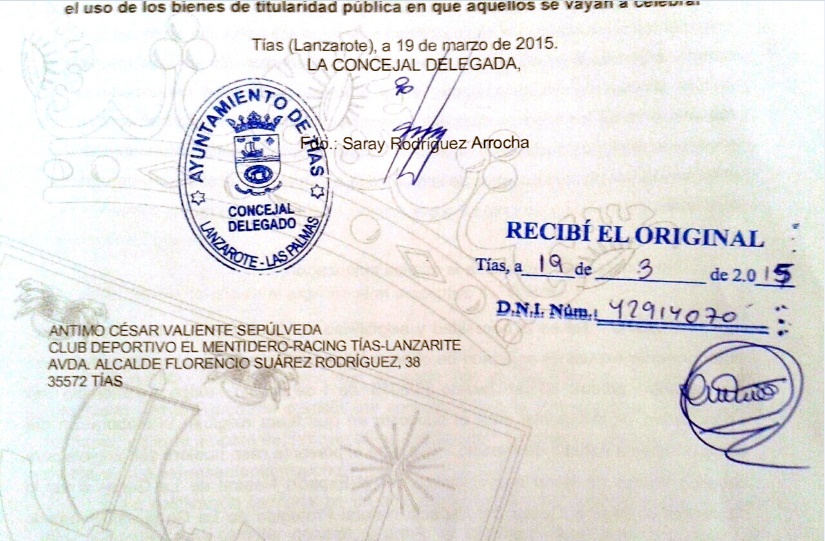 el uso de los bienes de titularidad pública en que aquellos se vayan a celebrar
Tías (Lanzarote), a 19 de marzo de 2015.
LA CONCEJAL DELEGADA,
Fdo.: Saray Rodríguez Arrocha
AYUNTAMIENTO DE TÍAS
CONCEJAL
DELEGADO
LANZAROTE - LAS PALMAS
RECIBÍ EL ORIGINAL
Tías, a 19 de 3 de 2.015
D.N.I. Núm.: 42914070
ANTIMO CÉSAR VALIENTE SEPÚLVEDA
CLUB DEPORTIVO EL MENTIDERO-RACING TÍAS-LANZARITE
AVDA. ALCALDE FLORENCIO SUÁREZ RODRÍGUEZ, 38
35572 TÍAS